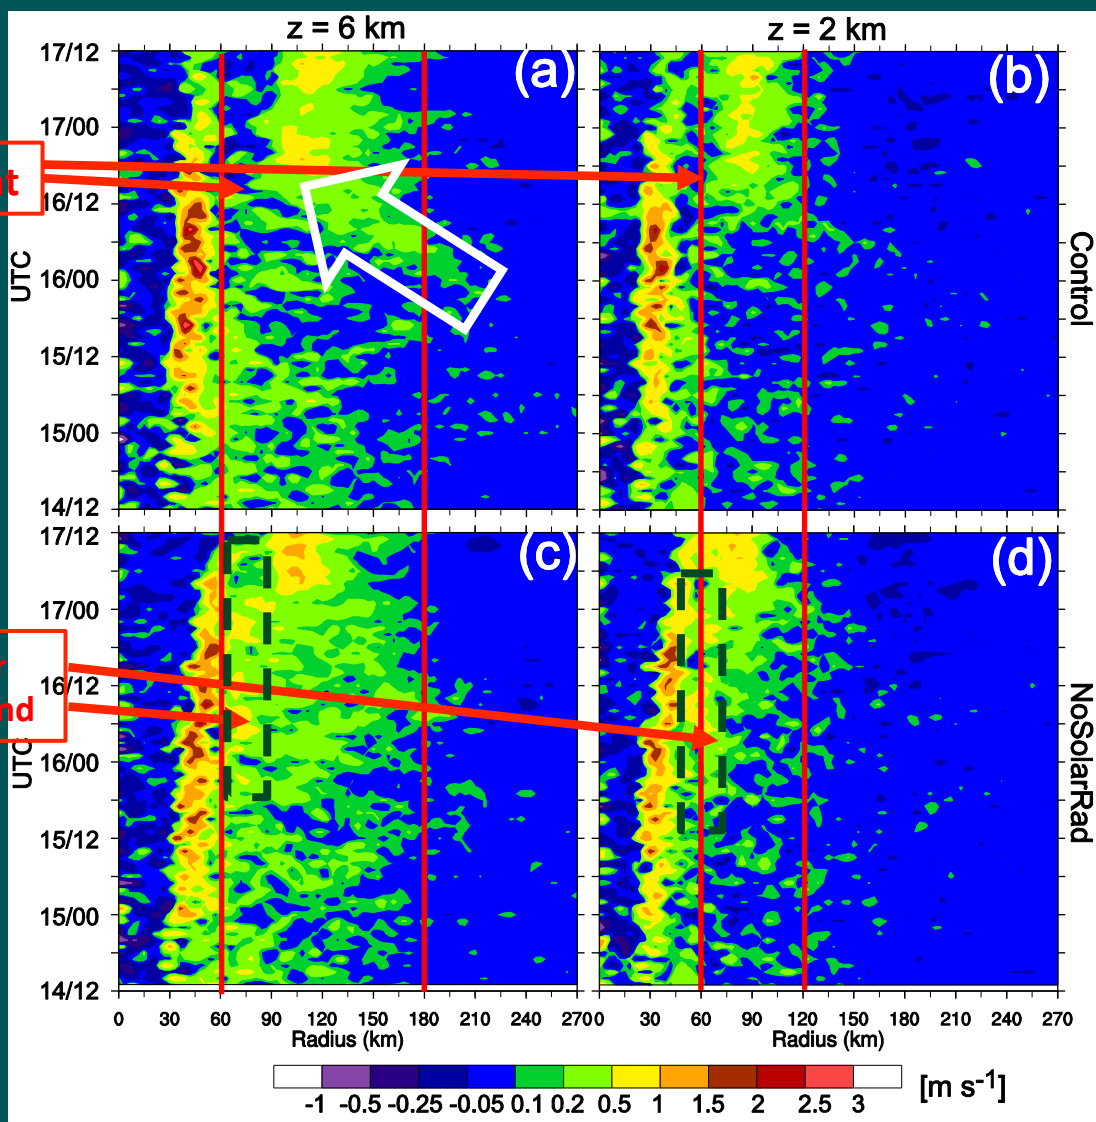 z = 6 km
z = 2 km
(a)
(b)
17/12
17/00
16/12
16/00
15/12
15/00
14/12
UTC
Control
(c)
(d)
17/12
17/00
16/12
nd
16/00
15/12
15/00
14/12
UTC
NoSolarRad
0 30 60 90 120 150 180 210 240 270
0 30 60 90 120 150 180 210 240 270
Radius (km)
Radius (km)
-1 -0.5 -0.25 -0.05 0.1 0.2 0.5 1 1.5 2 2.5 3
[m s-1]